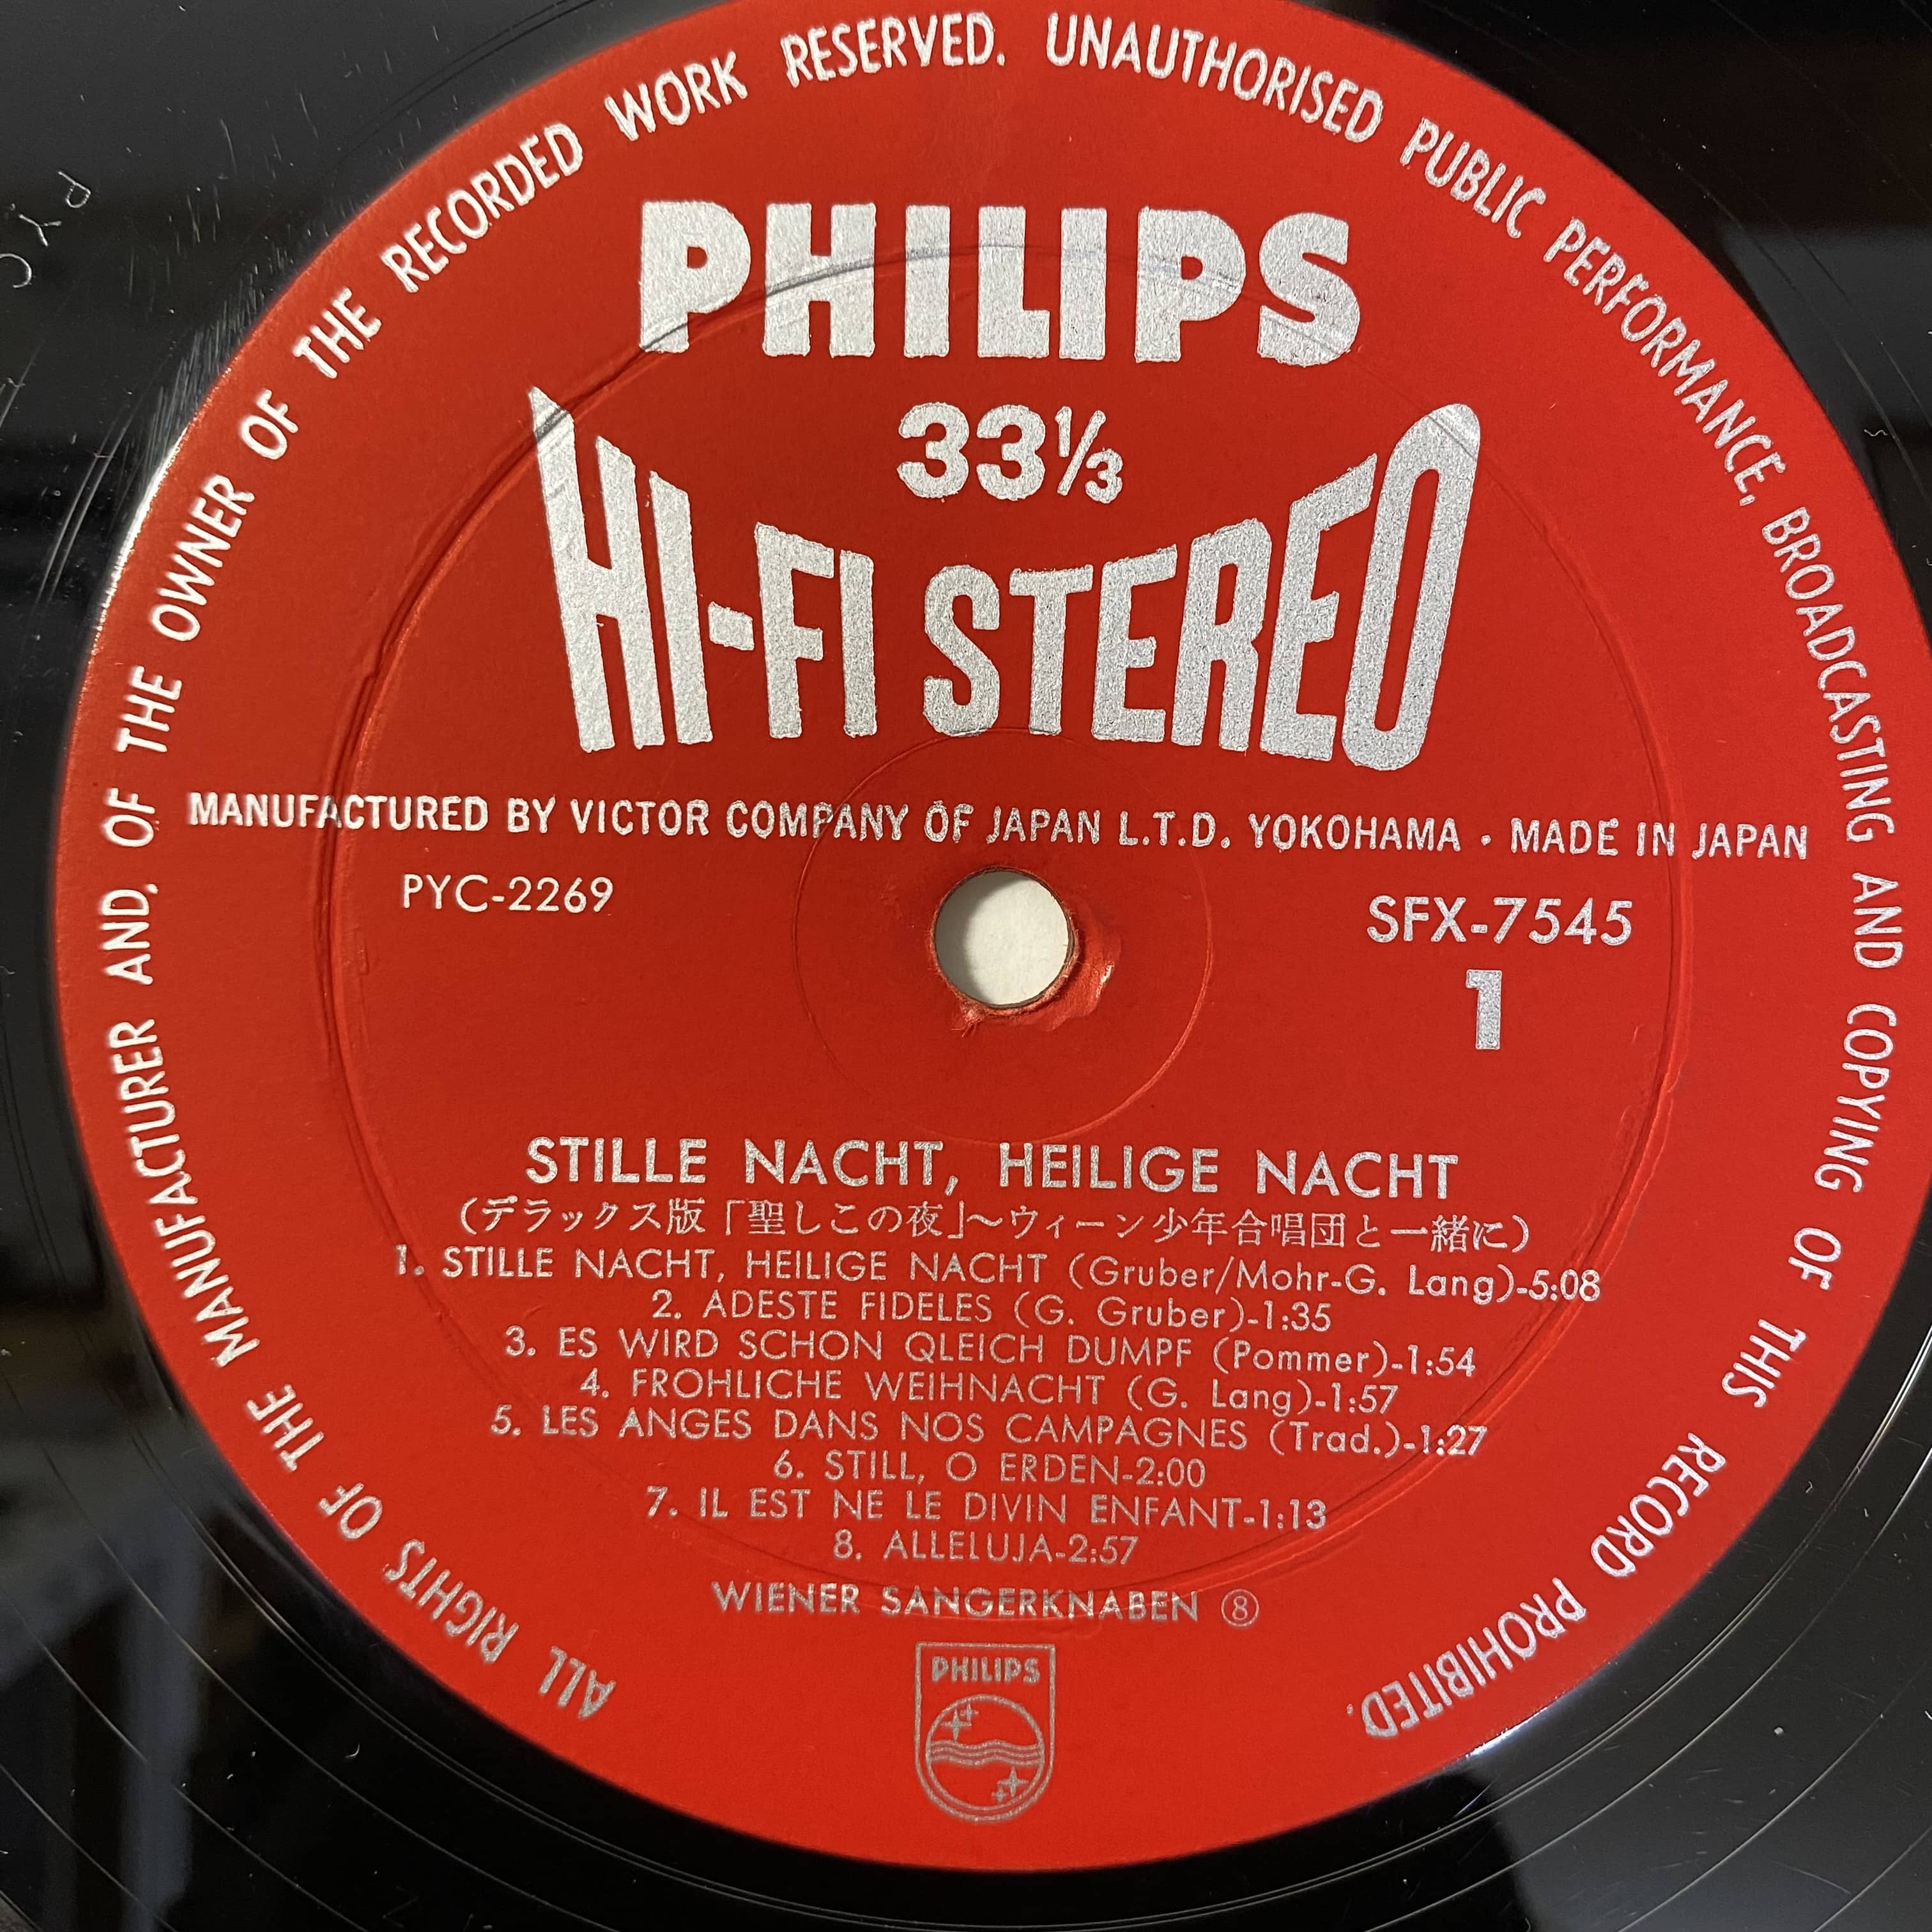 ALL RIGHTS OF THE MANUFACTURER AND, OF THE OWNER OF THE RECORDED WORK RESERVED. UNAUTHORISED PUBLIC PERFORMANCE, BROADCASTING AND COPYING OF THIS RECORD PROHIBITED.
PHILIPS
33⅓
HI-FI STEREO
MANUFACTURED BY VICTOR COMPANY OF JAPAN L.T.D. YOKOHAMA · MADE IN JAPAN
PYC-2269
SFX-7545
1
STILLE NACHT, HEILIGE NACHT
(デラックス版「聖しこの夜」〜ウィーン少年合唱団と一緒に)
1. STILLE NACHT, HEILIGE NACHT (Gruber/Mohr-G. Lang)-5:08
2. ADESTE FIDELES (G. Gruber)-1:35
3. ES WIRD SCHON QLEICH DUMPF (Pommer)-1:54
4. FROHLICHE WEIHNACHT (G. Lang)-1:57
5. LES ANGES DANS NOS CAMPAGNES (Trad.)-1:27
6. STILL, O ERDEN-2:00
7. IL EST NE LE DIVIN ENFANT-1:13
8. ALLELUJA-2:57
WIENER SANGERKNABEN ⑧
PHILIPS